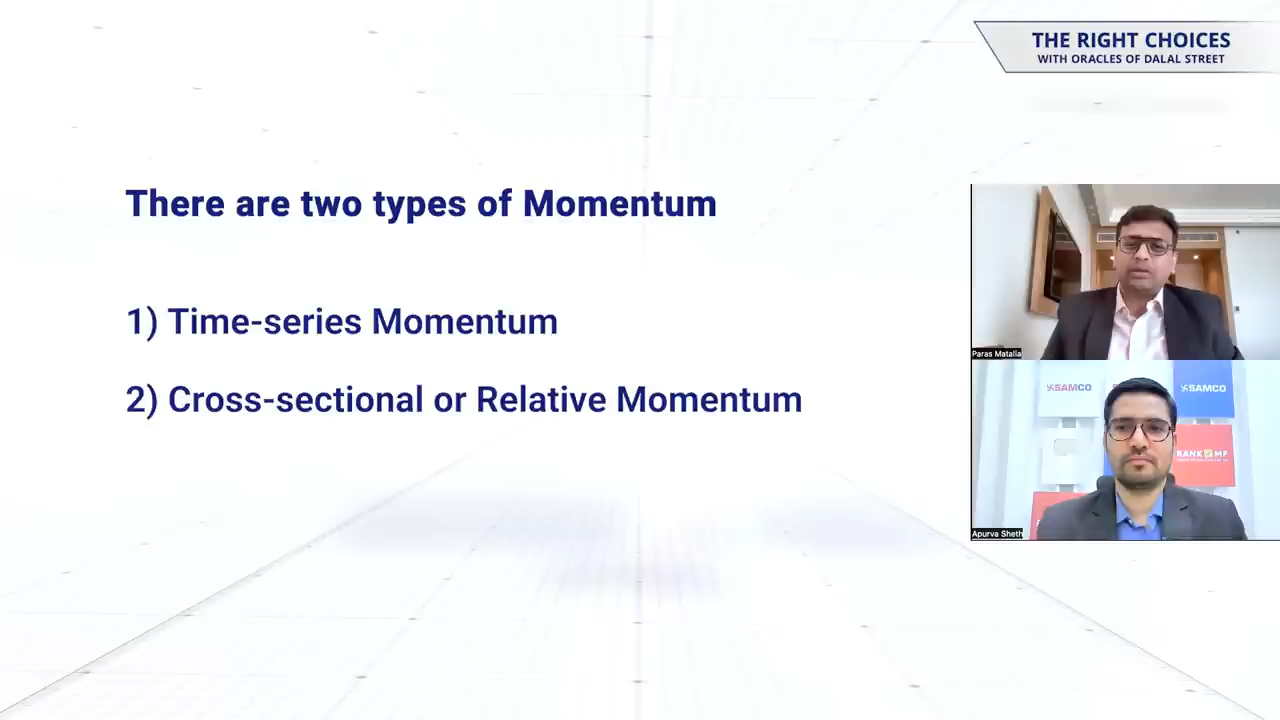 THE RIGHT CHOICES
WITH ORACLES OF DALAL STREET
There are two types of Momentum
1) Time-series Momentum
2) Cross-sectional or Relative Momentum
Paras Matalia
SAMCO
SAMCO
RANK MF
Apurva Sheth